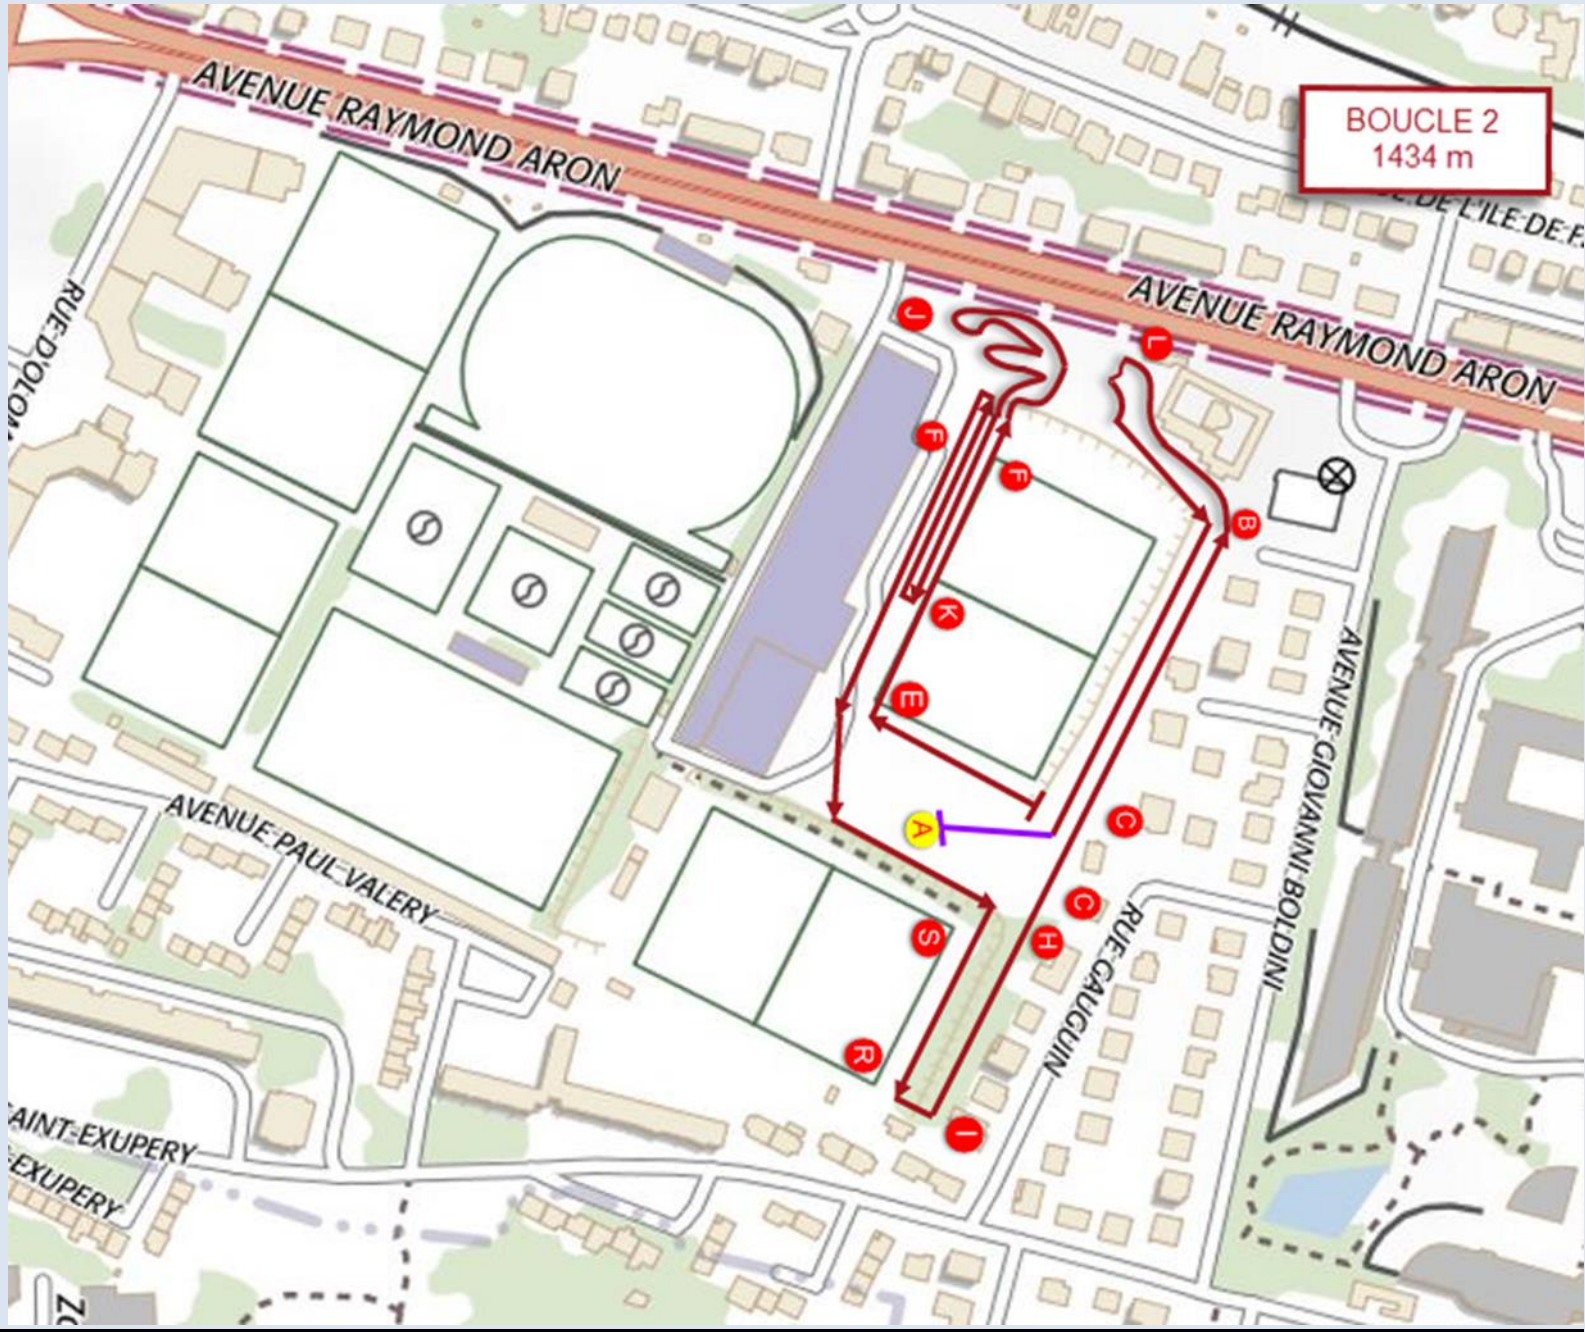 AVENUE RAYMOND ARON
BOUCLE 2
1434 m
DE L'ILE DE F
AVENUE RAYMOND ARON
RUE D'OLOM
J
L
F
F
B
K
E
A
C
C
H
S
R
I
AVENUE PAUL VALERY
AVENUE GIOVANNI BOLDINI
RUE GAUGUIN
AINT-EXUPERY
EXUPERY